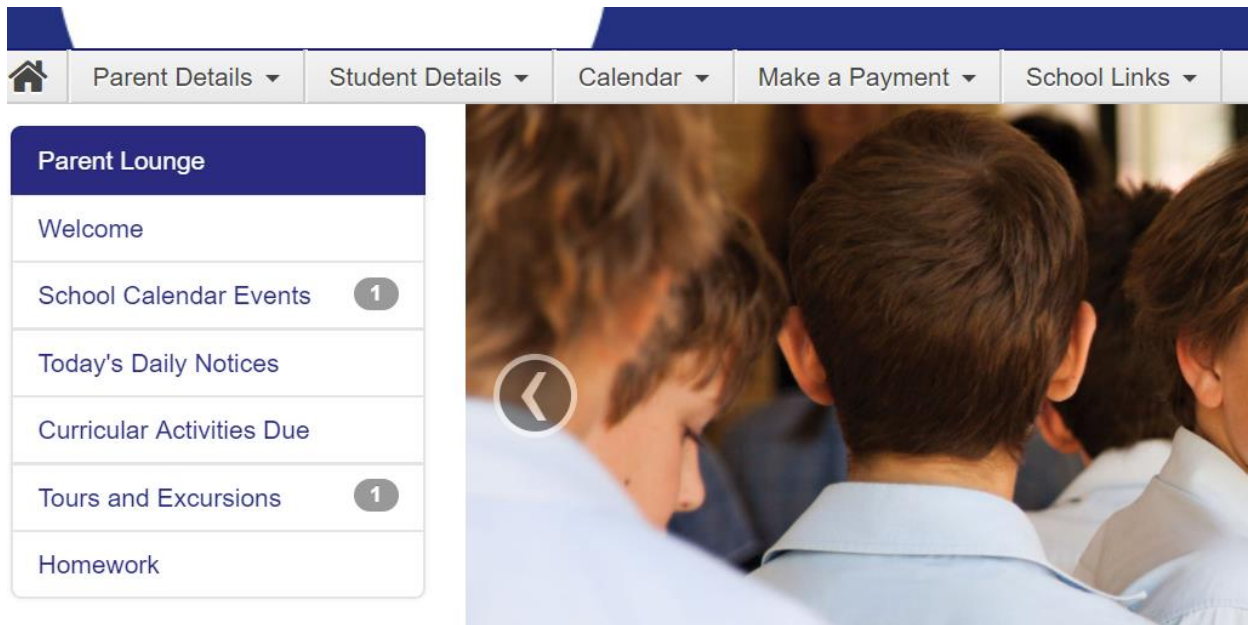 Parent Details Student Details Calendar Make a Payment School Links
Parent Lounge
Welcome
School Calendar Events 1
Today's Daily Notices
Curricular Activities Due
Tours and Excursions 1
Homework